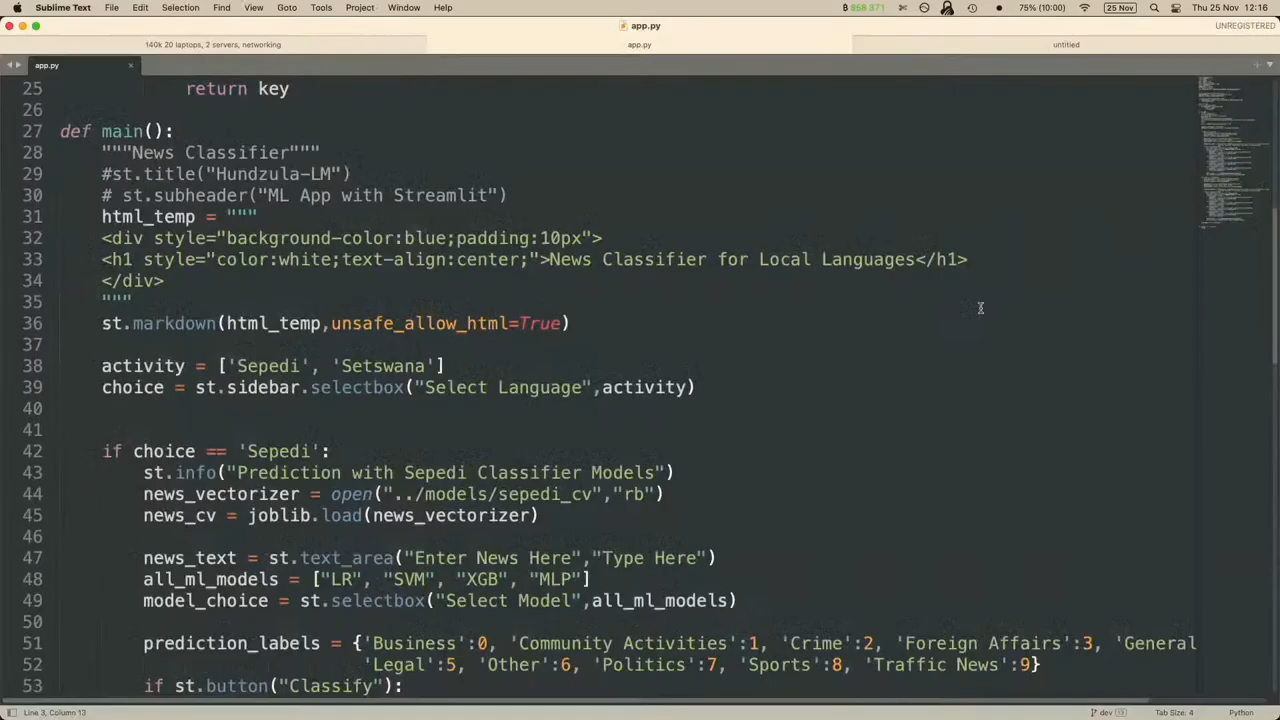 Sublime Text File Edit Selection Find View Goto Tools Project Window Help 75% (10:00) 25 Nov Thu 25 Nov 12:16
app.py UNREGISTERED
140k 20 laptops, 2 servers, networking app.py untitled
app.py
25 return key
26
27 def main():
28 """News Classifier"""
29 #st.title("Hundzula-LM")
30 # st.subheader("ML App with Streamlit")
31 html_temp = """
32 <div style="background-color:blue;padding:10px">
33 <h1 style="color:white;text-align:center;">News Classifier for Local Languages</h1>
34 </div>
35 """
36 st.markdown(html_temp,unsafe_allow_html=True)
37
38 activity = ['Sepedi', 'Setswana']
39 choice = st.sidebar.selectbox("Select Language",activity)
40
41
42 if choice == 'Sepedi':
43 st.info("Prediction with Sepedi Classifier Models")
44 news_vectorizer = open("../models/sepedi_cv","rb")
45 news_cv = joblib.load(news_vectorizer)
46
47 news_text = st.text_area("Enter News Here","Type Here")
48 all_ml_models = ["LR", "SVM", "XGB", "MLP"]
49 model_choice = st.selectbox("Select Model",all_ml_models)
50
51 prediction_labels = {'Business':0, 'Community Activities':1, 'Crime':2, 'Foreign Affairs':3, 'General
52 'Legal':5, 'Other':6, 'Politics':7, 'Sports':8, 'Traffic News':9}
53 if st.button("Classify"):
Line 3, Column 13 dev Tab Size: 4 Python